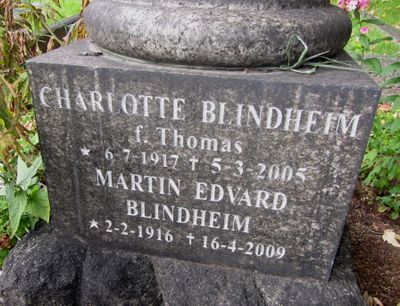 CHARLOTTE BLINDHEIM
f. Thomas
★ 6-7-1917 ✝ 5-3-2005
MARTIN EDVARD
BLINDHEIM
★ 2-2-1916 ✝ 16-4-2009